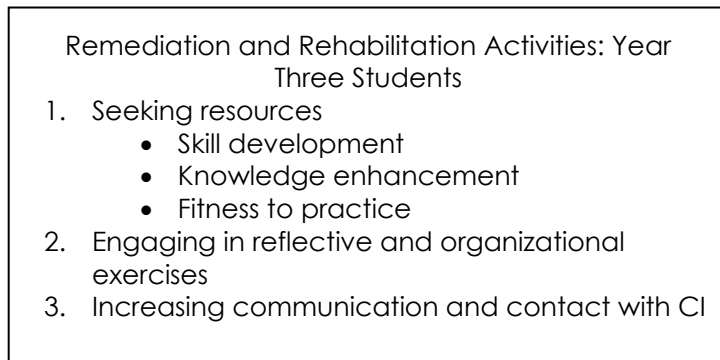 Remediation and Rehabilitation Activities: Year
Three Students
1. Seeking resources
• Skill development
• Knowledge enhancement
• Fitness to practice
2. Engaging in reflective and organizational
exercises
3. Increasing communication and contact with CI